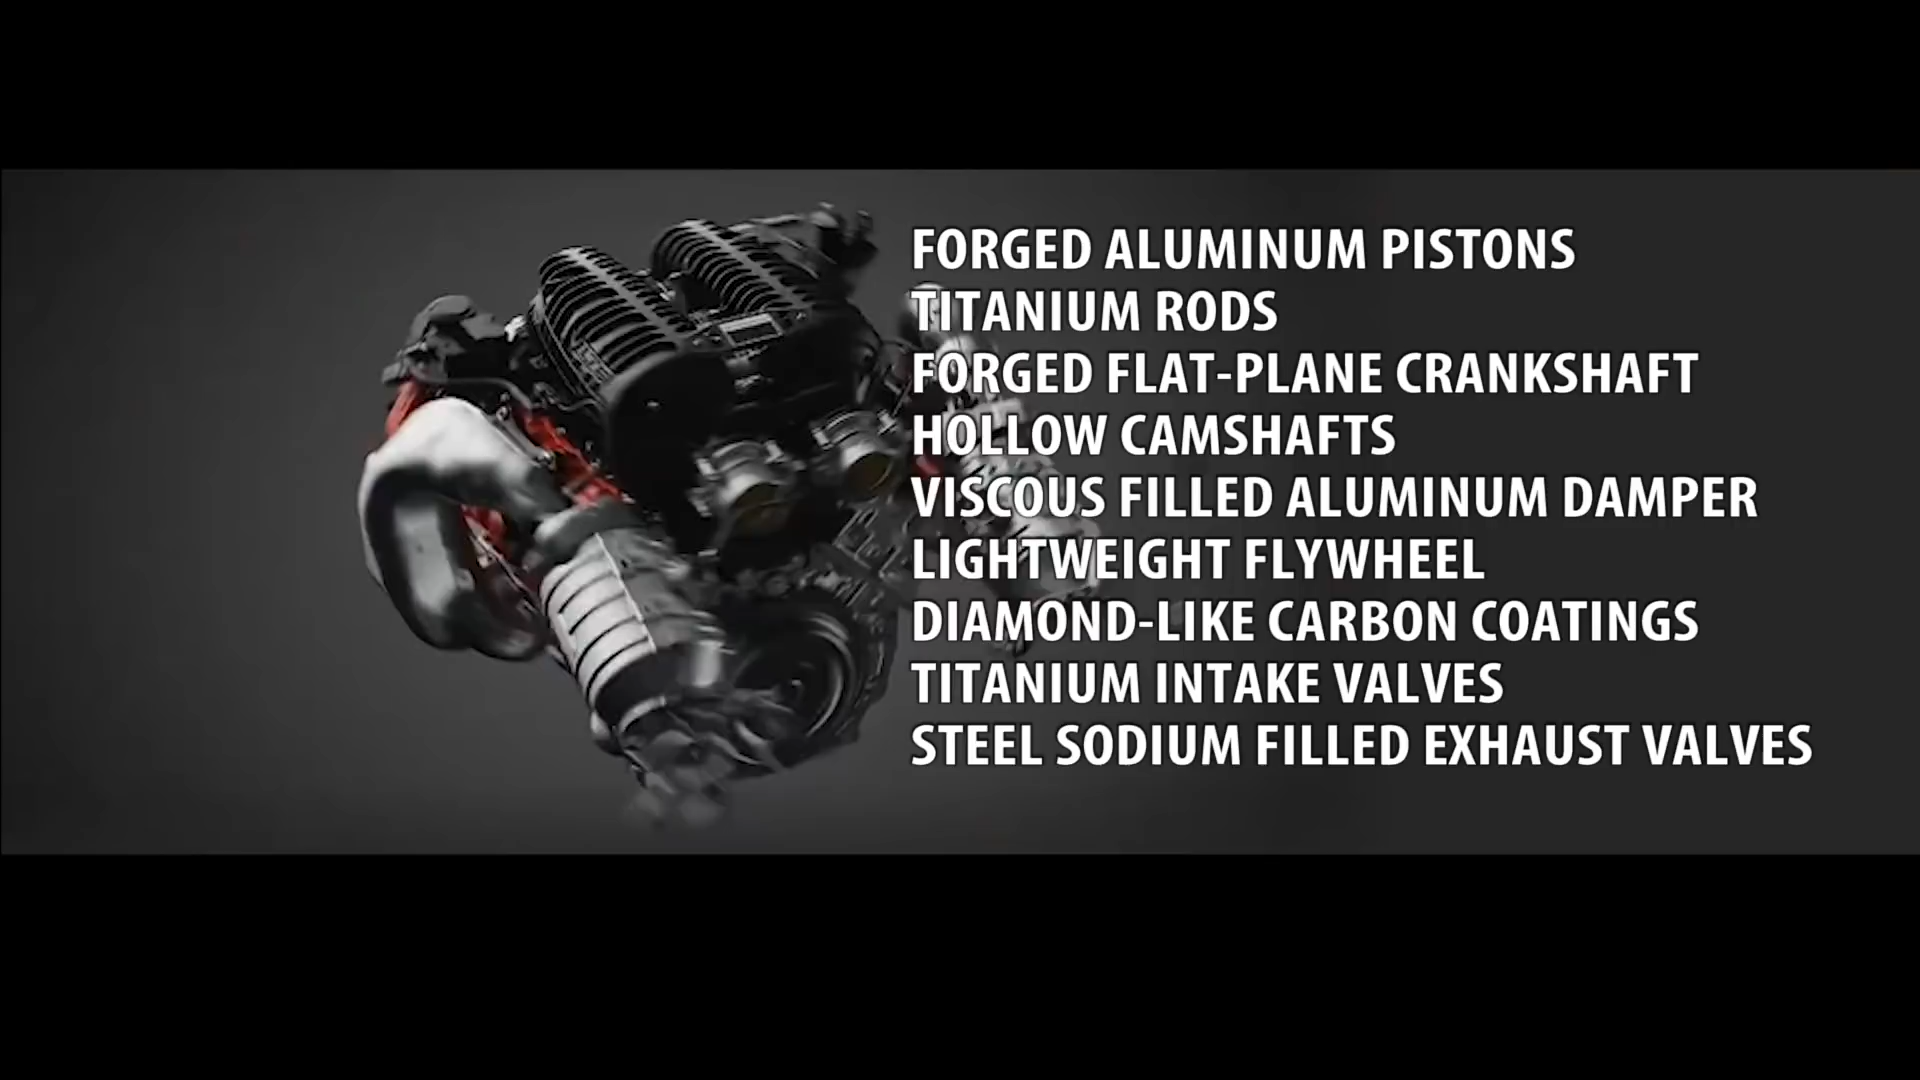 FORGED ALUMINUM PISTONS
TITANIUM RODS
FORGED FLAT-PLANE CRANKSHAFT
HOLLOW CAMSHAFTS
VISCOUS FILLED ALUMINUM DAMPER
LIGHTWEIGHT FLYWHEEL
DIAMOND-LIKE CARBON COATINGS
TITANIUM INTAKE VALVES
STEEL SODIUM FILLED EXHAUST VALVES